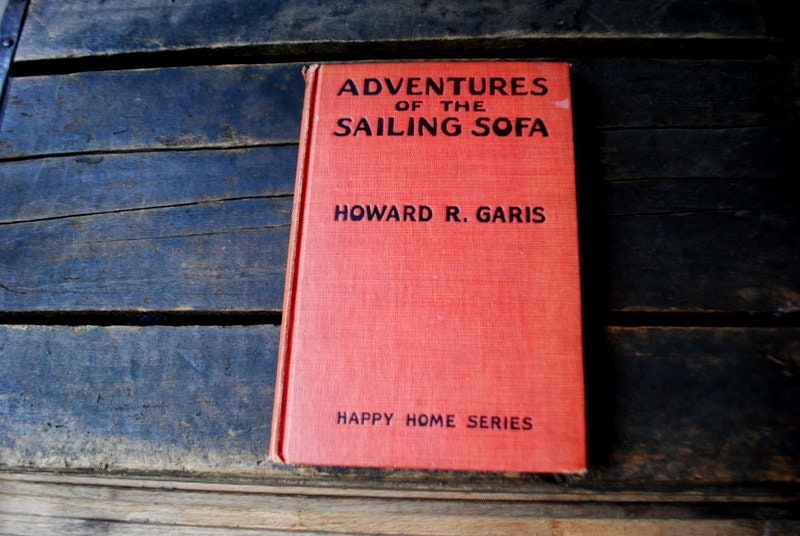 ADVENTURES
OF THE
SAILING SOFA
HOWARD R. GARIS
HAPPY HOME SERIES